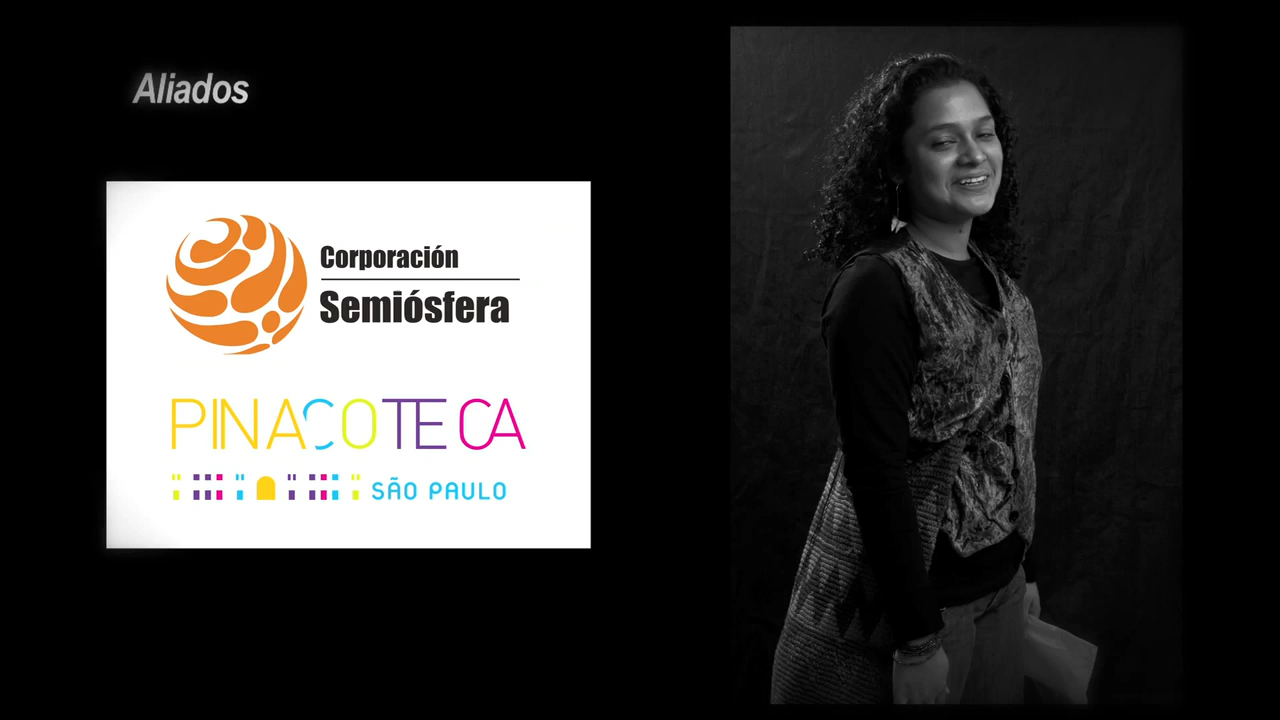 Aliados
Corporación
Semiósfera
PINACOTECA
SÃO PAULO